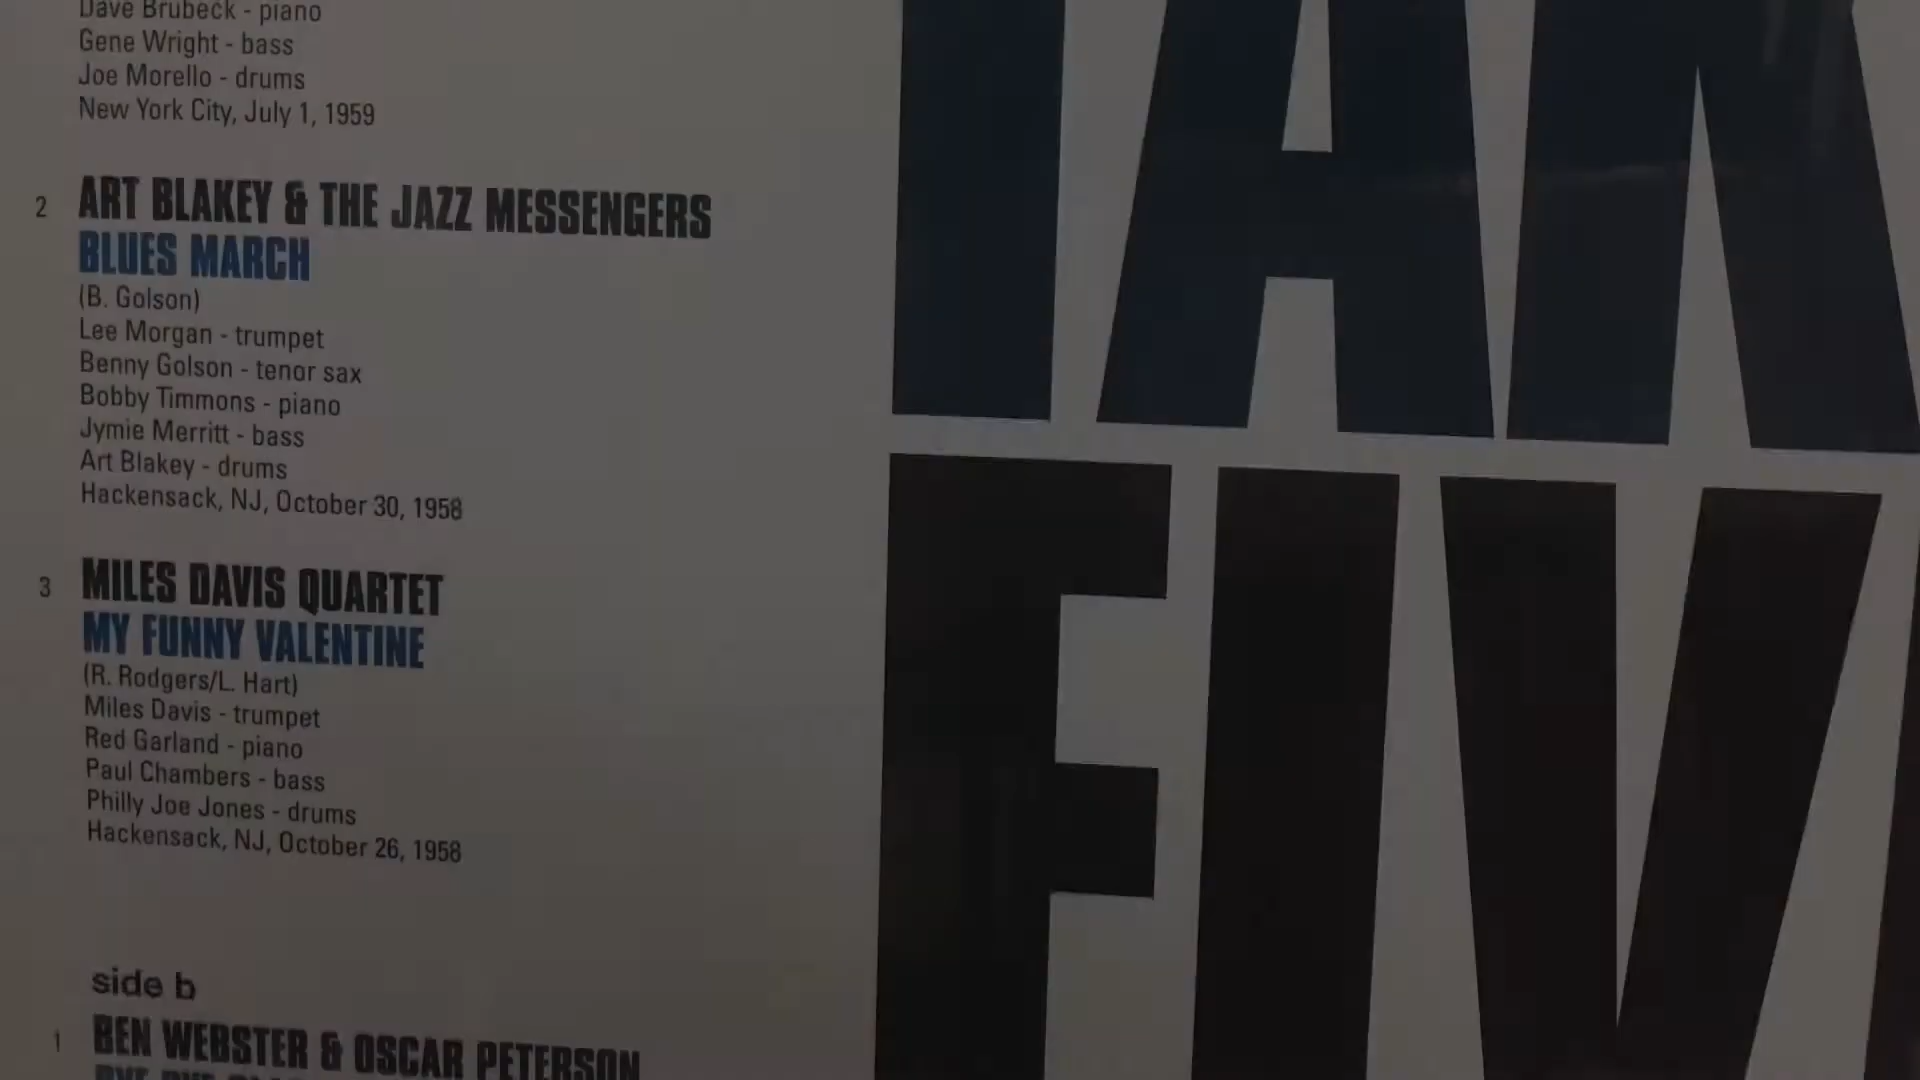 Dave Brubeck - piano
Gene Wright - bass
Joe Morello - drums
New York City, July 1, 1959
2 ART BLAKEY & THE JAZZ MESSENGERS
BLUES MARCH
(B. Golson)
Lee Morgan - trumpet
Benny Golson - tenor sax
Bobby Timmons - piano
Jymie Merritt - bass
Art Blakey - drums
Hackensack, NJ, October 30, 1958
3 MILES DAVIS QUARTET
MY FUNNY VALENTINE
(R. Rodgers/L. Hart)
Miles Davis - trumpet
Red Garland - piano
Paul Chambers - bass
Philly Joe Jones - drums
Hackensack, NJ, October 26, 1958
side b
1 BEN WEBSTER & OSCAR PETERSON
TAK
FIV